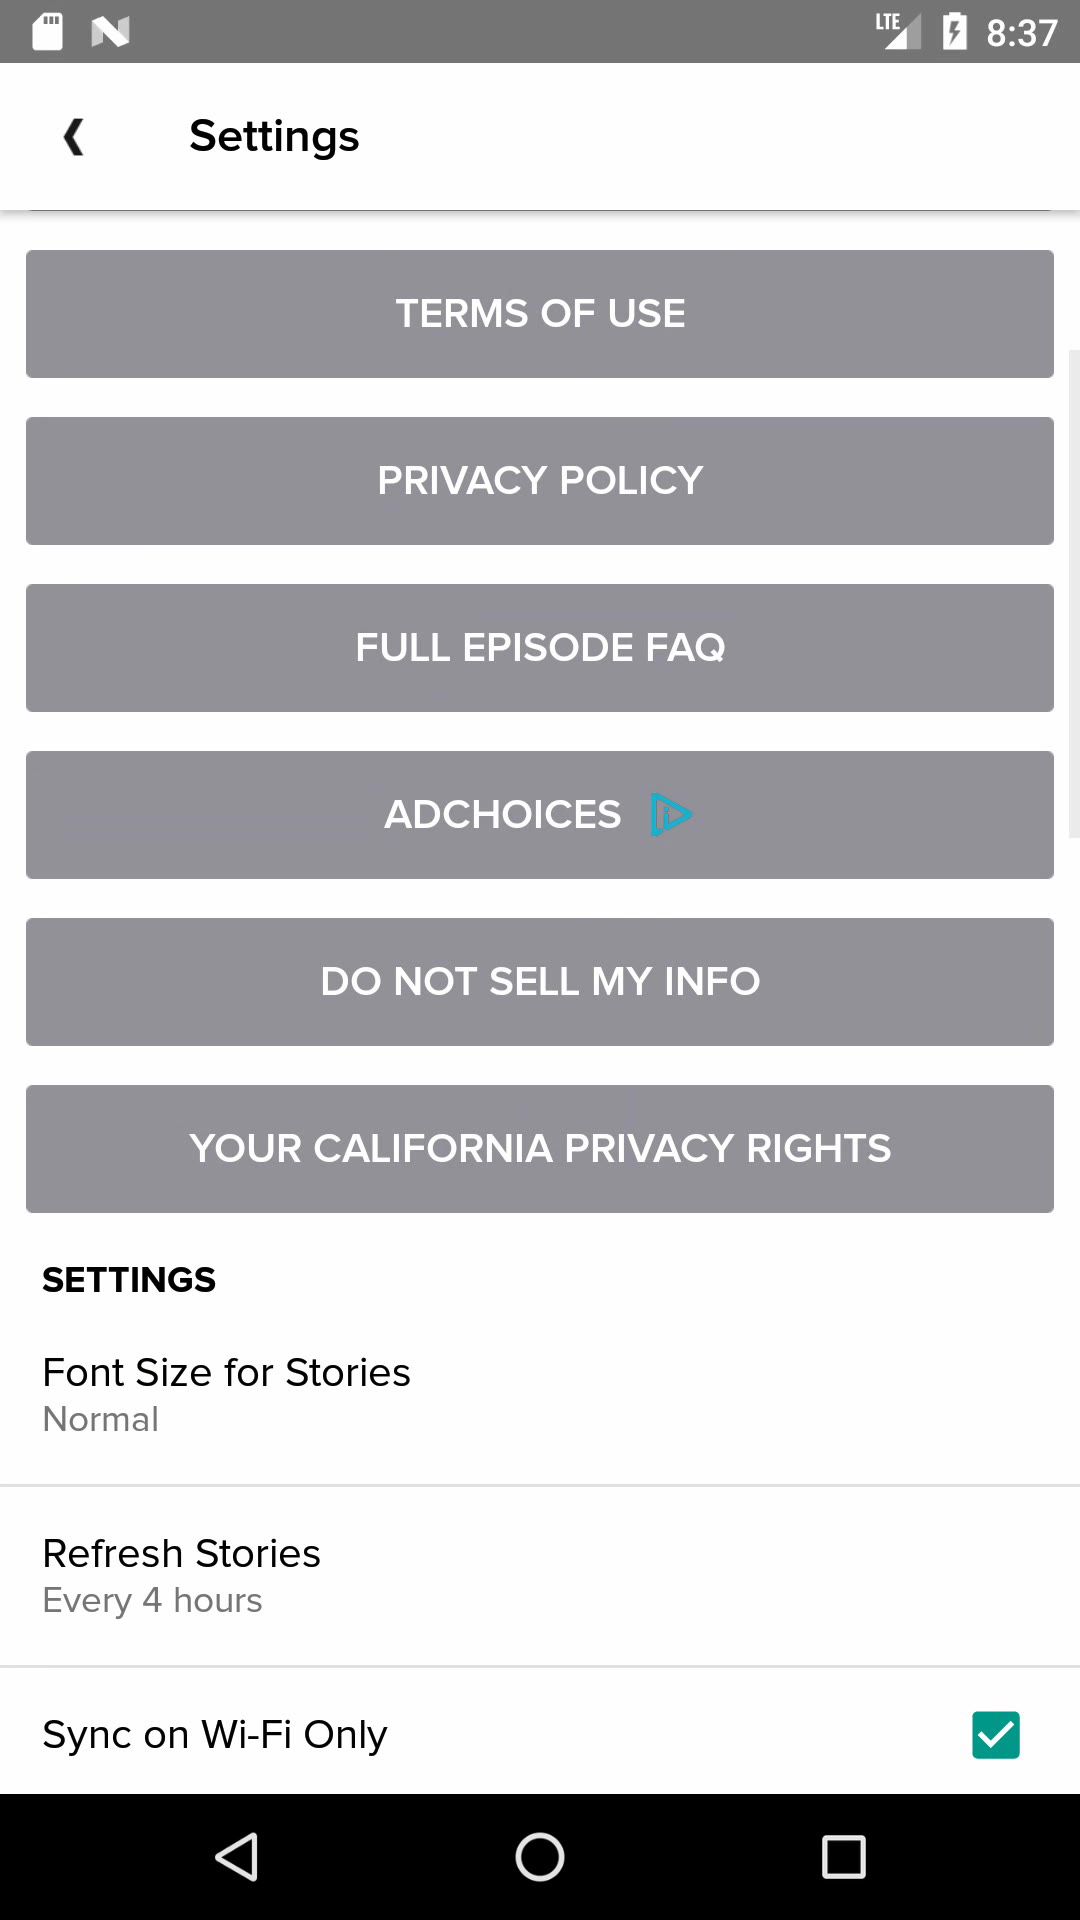 LTE 8:37
Settings
TERMS OF USE
PRIVACY POLICY
FULL EPISODE FAQ
ADCHOICES
DO NOT SELL MY INFO
YOUR CALIFORNIA PRIVACY RIGHTS
SETTINGS
Font Size for Stories
Normal
Refresh Stories
Every 4 hours
Sync on Wi-Fi Only